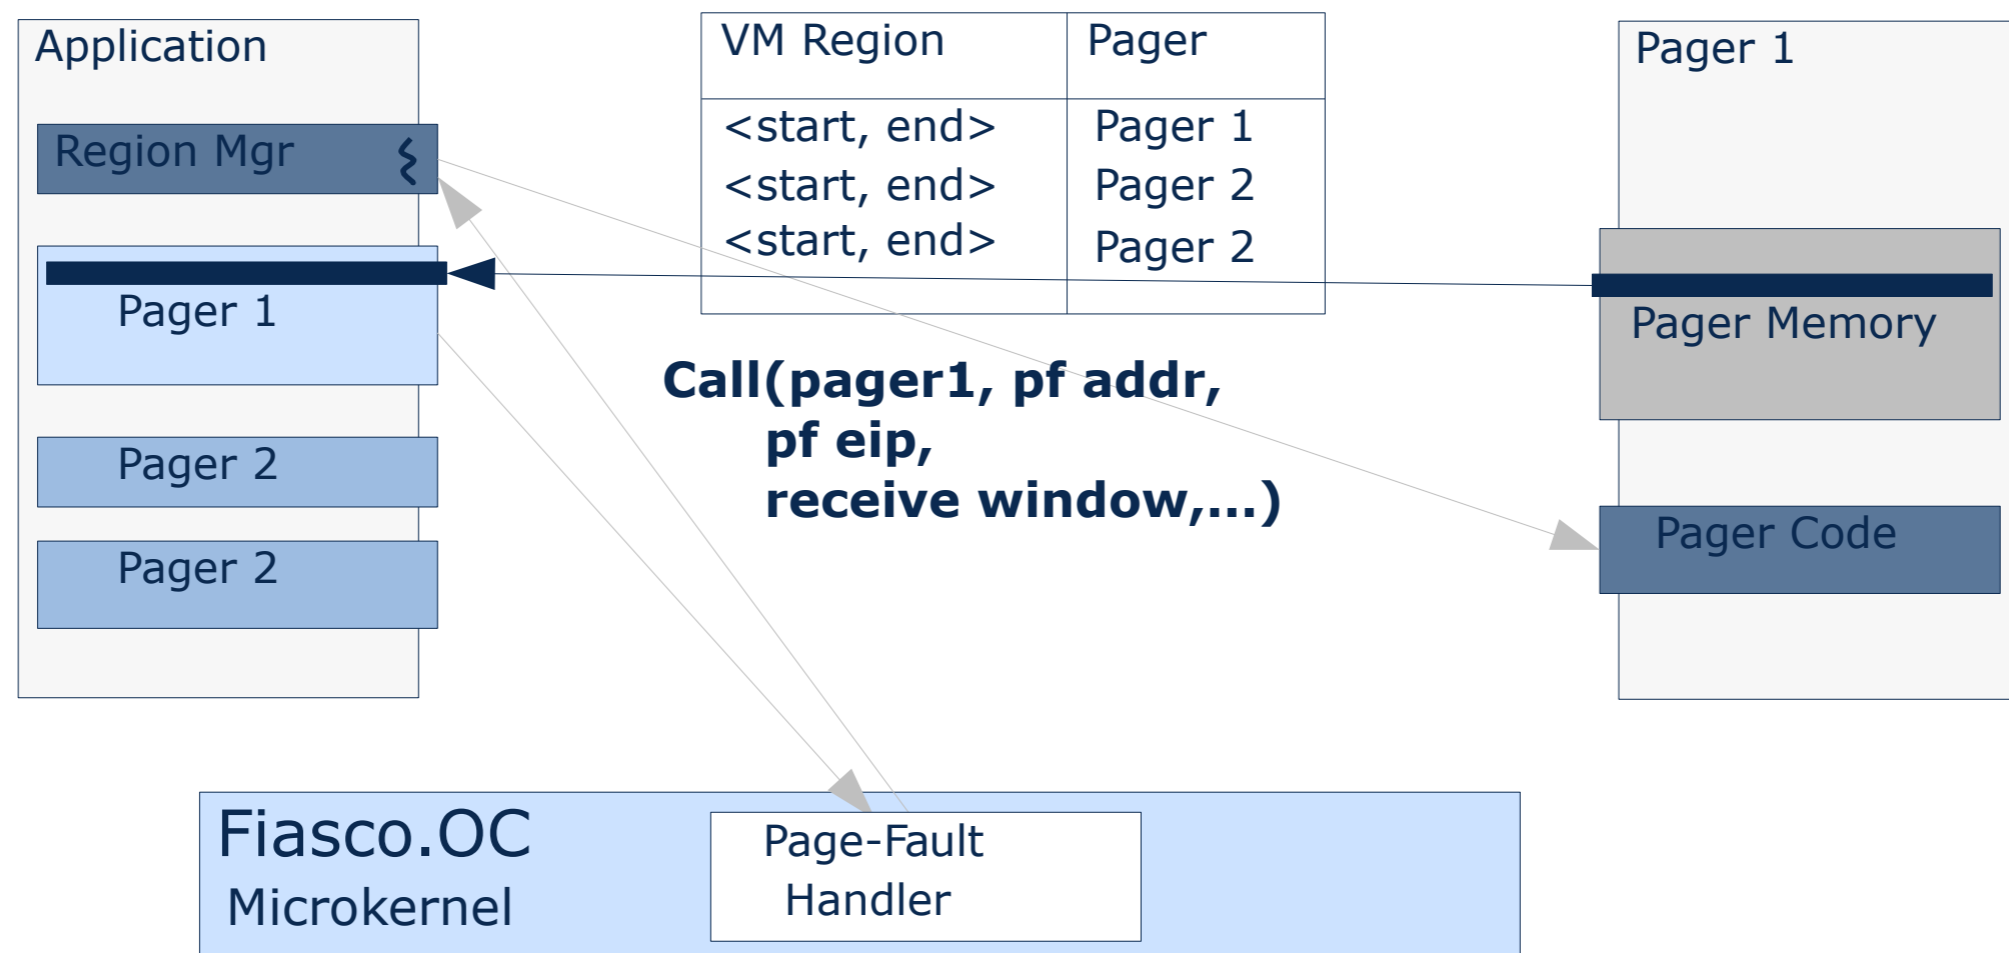 Application
Region Mgr
Pager 1
Pager 2
Pager 2
VM Region Pager
<start, end> Pager 1
<start, end> Pager 2
<start, end> Pager 2
Call(pager1, pf addr,
pf eip,
receive window,...)
Pager 1
Pager Memory
Pager Code
Fiasco.OC
Microkernel
Page-Fault
Handler